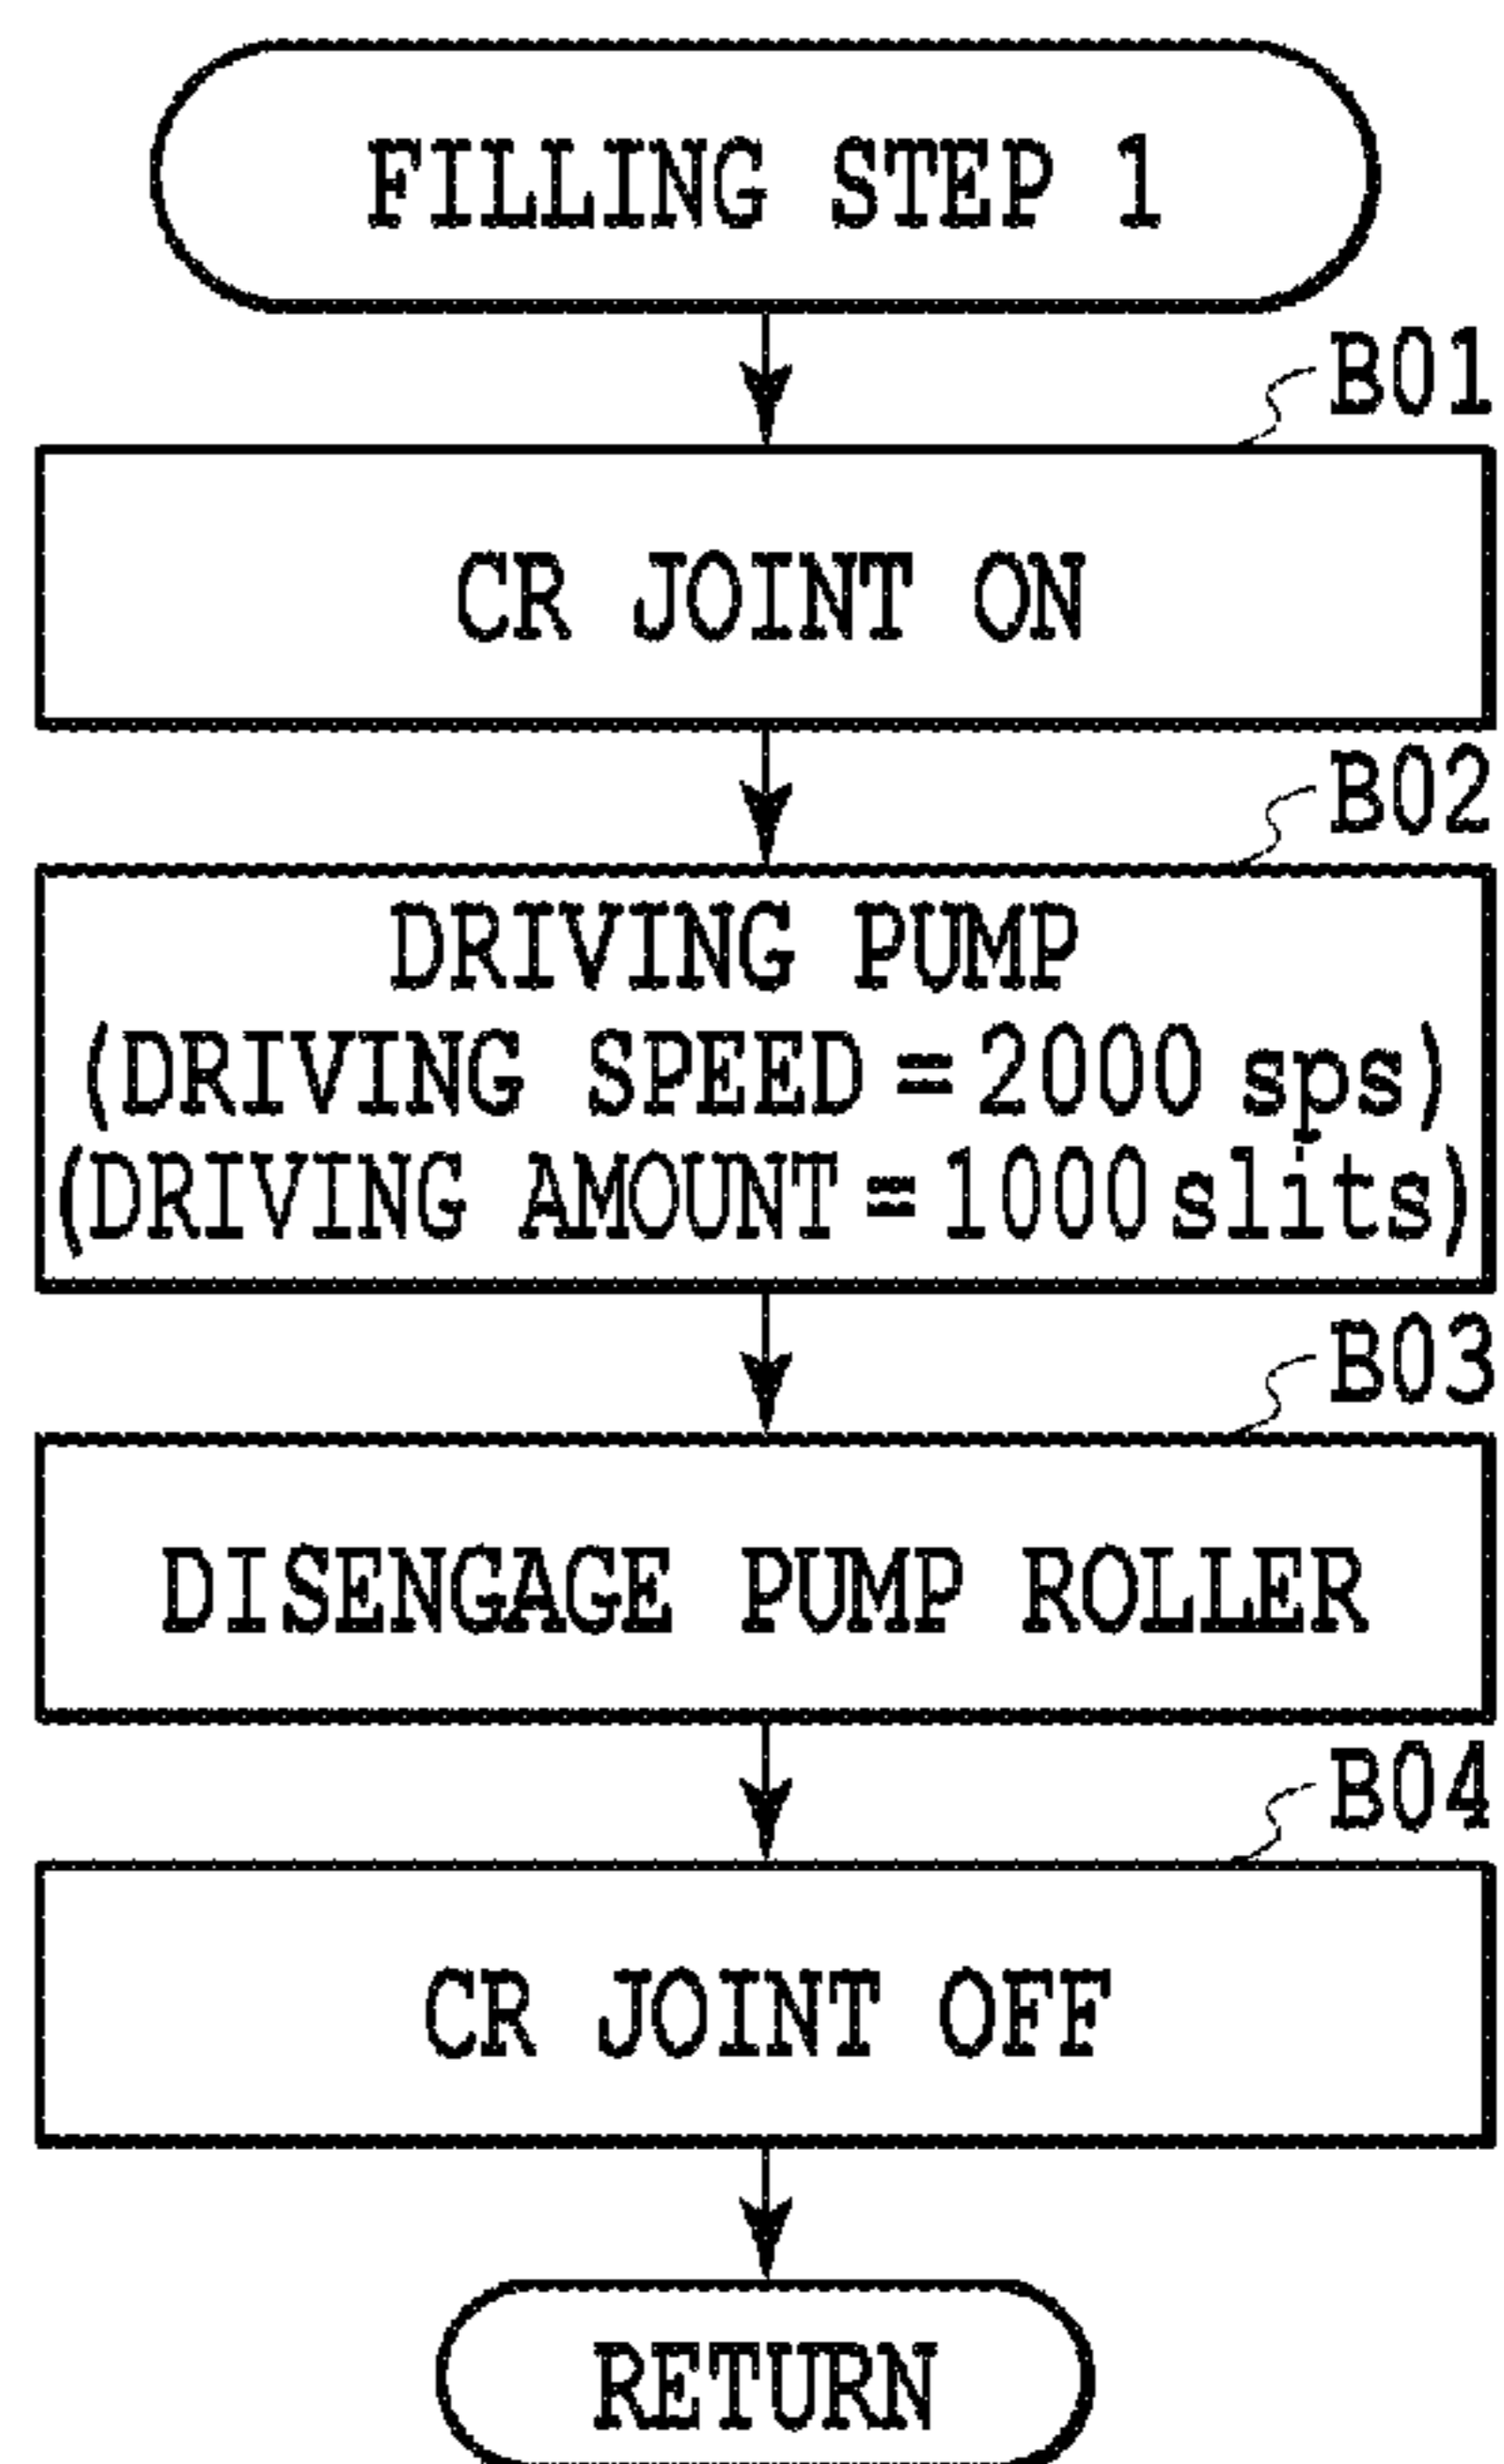 FILLING STEP 1
B01
CR JOINT ON
B02
DRIVING PUMP
(DRIVING SPEED = 2000 sps)
(DRIVING AMOUNT = 1000 slits)
B03
DISENGAGE PUMP ROLLER
B04
CR JOINT OFF
RETURN